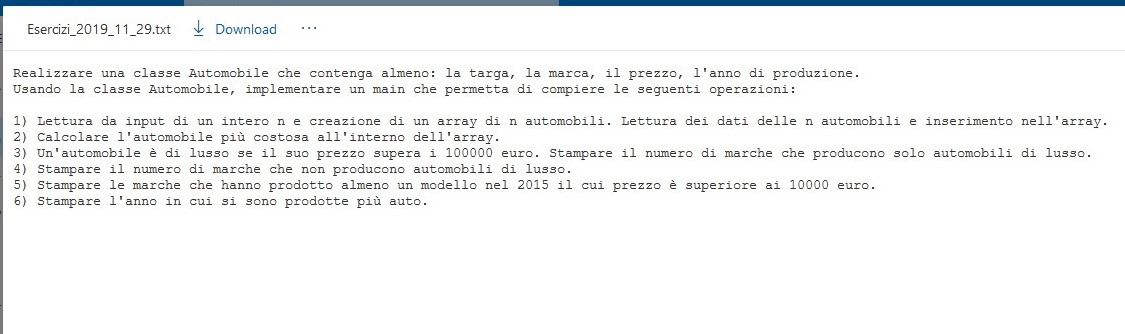 Esercizi_2019_11_29.txt Download ...
Realizzare una classe Automobile che contenga almeno: la targa, la marca, il prezzo, l'anno di produzione.
Usando la classe Automobile, implementare un main che permetta di compiere le seguenti operazioni:
1) Lettura da input di un intero n e creazione di un array di n automobili. Lettura dei dati delle n automobili e inserimento nell'array.
2) Calcolare l'automobile più costosa all'interno dell'array.
3) Un'automobile è di lusso se il suo prezzo supera i 100000 euro. Stampare il numero di marche che producono solo automobili di lusso.
4) Stampare il numero di marche che non producono automobili di lusso.
5) Stampare le marche che hanno prodotto almeno un modello nel 2015 il cui prezzo è superiore ai 10000 euro.
6) Stampare l'anno in cui si sono prodotte più auto.